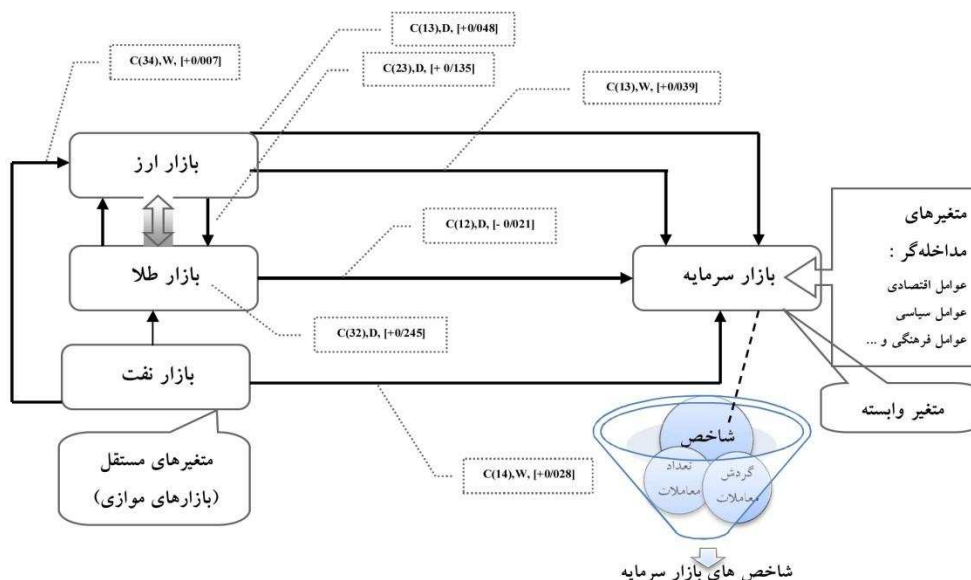 C(13),D, [+0/048]
C(34),W, [+0/007]
C(23),D, [+ 0/135]
C(13),W, [+0/039]
بازار ارز
C(12),D, [- 0/021]
بازار طلا
C(32),D, [+0/245]
بازار نفت
متغیرهای مستقل
(بازارهای موازی)
C(14),W, [+0/028]
بازار سرمایه
متغیرهای
مداخله‌گر :
عوامل اقتصادی
عوامل سیاسی
عوامل فرهنگی و ...
متغیر وابسته
شاخص
تعداد
معاملات
گردش
معاملات
شاخص های بازار سرمایه